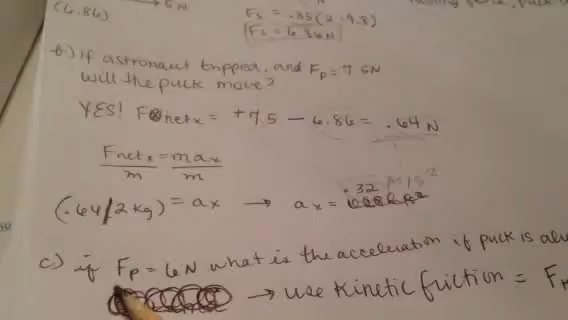 (6.86) 6N
Fs = .35(2·9.8)
Fs = 6.86N
b.) if astronaut tripped, and Fp = 7.5N
will the puck move?
YES! Fnetx = +7.5 - 6.86 = .64N
Fnetx = max
m m
(.64/2kg) = ax → ax = .32 m/s²
c.) if Fp = 6N what is the acceleration if puck is
→ use kinetic friction =